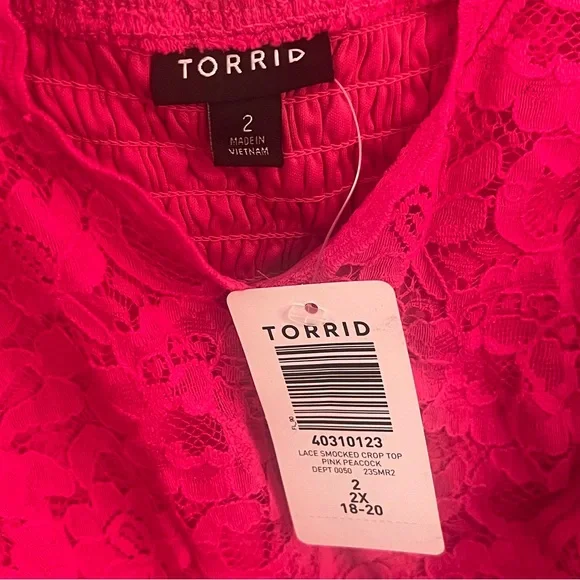 TORRID
2
MADE IN
VIETNAM
TORRID
40310123
LACE SMOCKED CROP TOP
PINK PEACOCK
DEPT 0050 23SMR2
2
2X
18-20